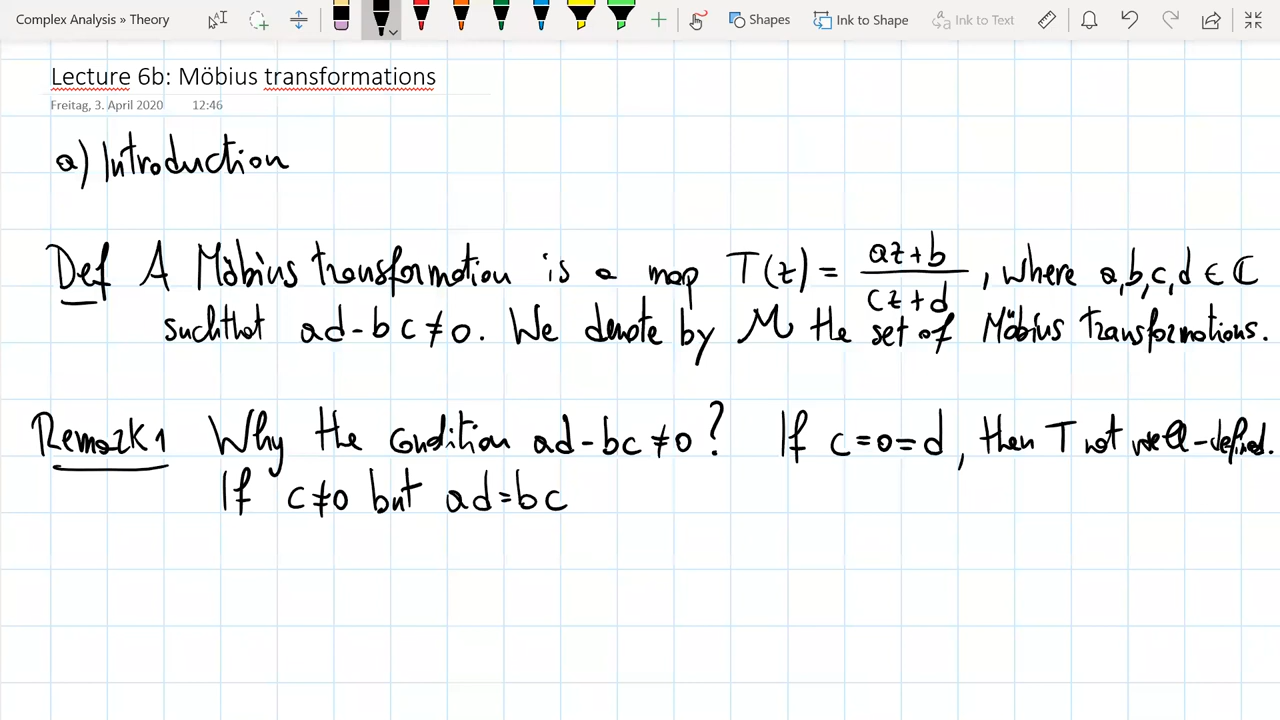 Complex Analysis » Theory
Shapes
Ink to Shape
Ink to Text
Lecture 6b: Möbius transformations
Freitag, 3. April 2020 12:46
a) Introduction
Def A Möbius transformation is a map T(z) = \frac{az+b}{cz+d}, where a,b,c,d ∈ ℂ
such that ad-bc≠0. We denote by M the set of Möbius transformations.
Remark 1 Why the condition ad-bc≠0? If c=0=d, then T not well-defined.
If c≠0 but ad=bc